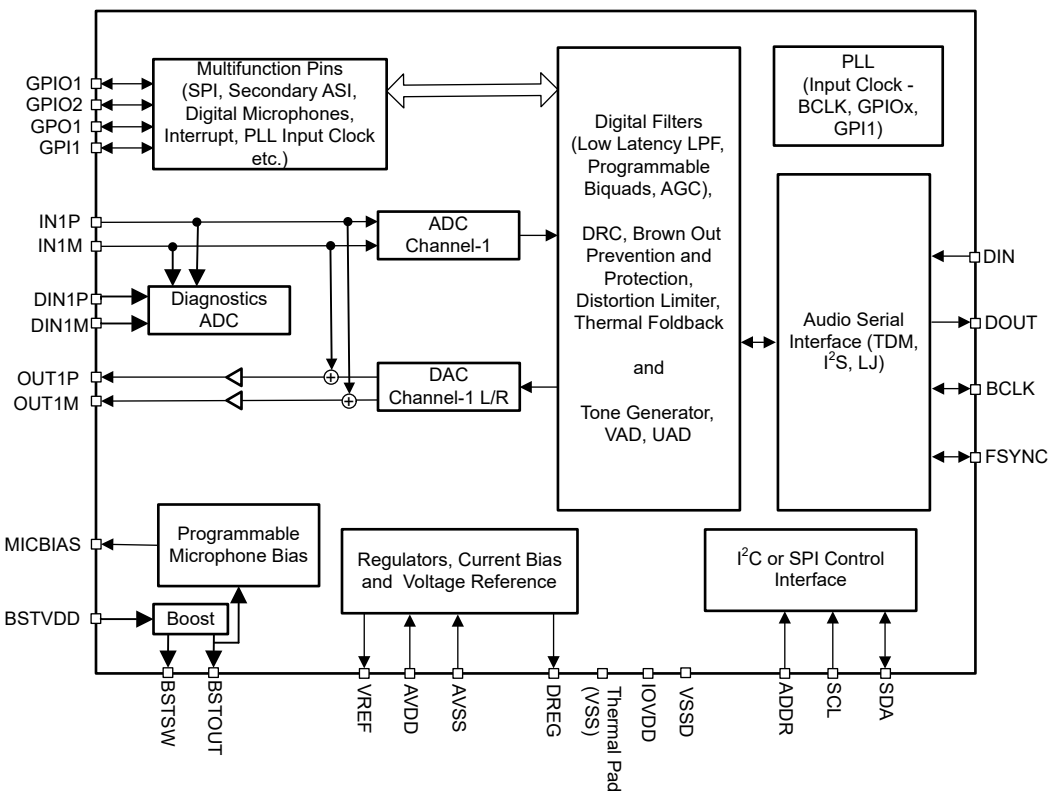 GPIO1
GPIO2
GPO1
GPI1
Multifunction Pins
(SPI, Secondary ASI,
Digital Microphones,
Interrupt, PLL Input Clock
etc.)
Digital Filters
(Low Latency LPF,
Programmable
Biquads, AGC),
DRC, Brown Out
Prevention and
Protection,
Distortion Limiter,
Thermal Foldback
and
Tone Generator,
VAD, UAD
PLL
(Input Clock -
BCLK, GPIOx,
GPI1)
IN1P
IN1M
ADC
Channel-1
DIN1P
DIN1M
Diagnostics
ADC
OUT1P
OUT1M
DAC
Channel-1 L/R
Audio Serial
Interface (TDM,
I²S, LJ)
DIN
DOUT
BCLK
FSYNC
MICBIAS
Programmable
Microphone Bias
BSTVDD
Boost
Regulators, Current Bias
and Voltage Reference
I²C or SPI Control
Interface
BSTSW
BSTOUT
VREF
AVDD
AVSS
DREG
Thermal Pad
(VSS)
IOVDD
VSSD
ADDR
SCL
SDA